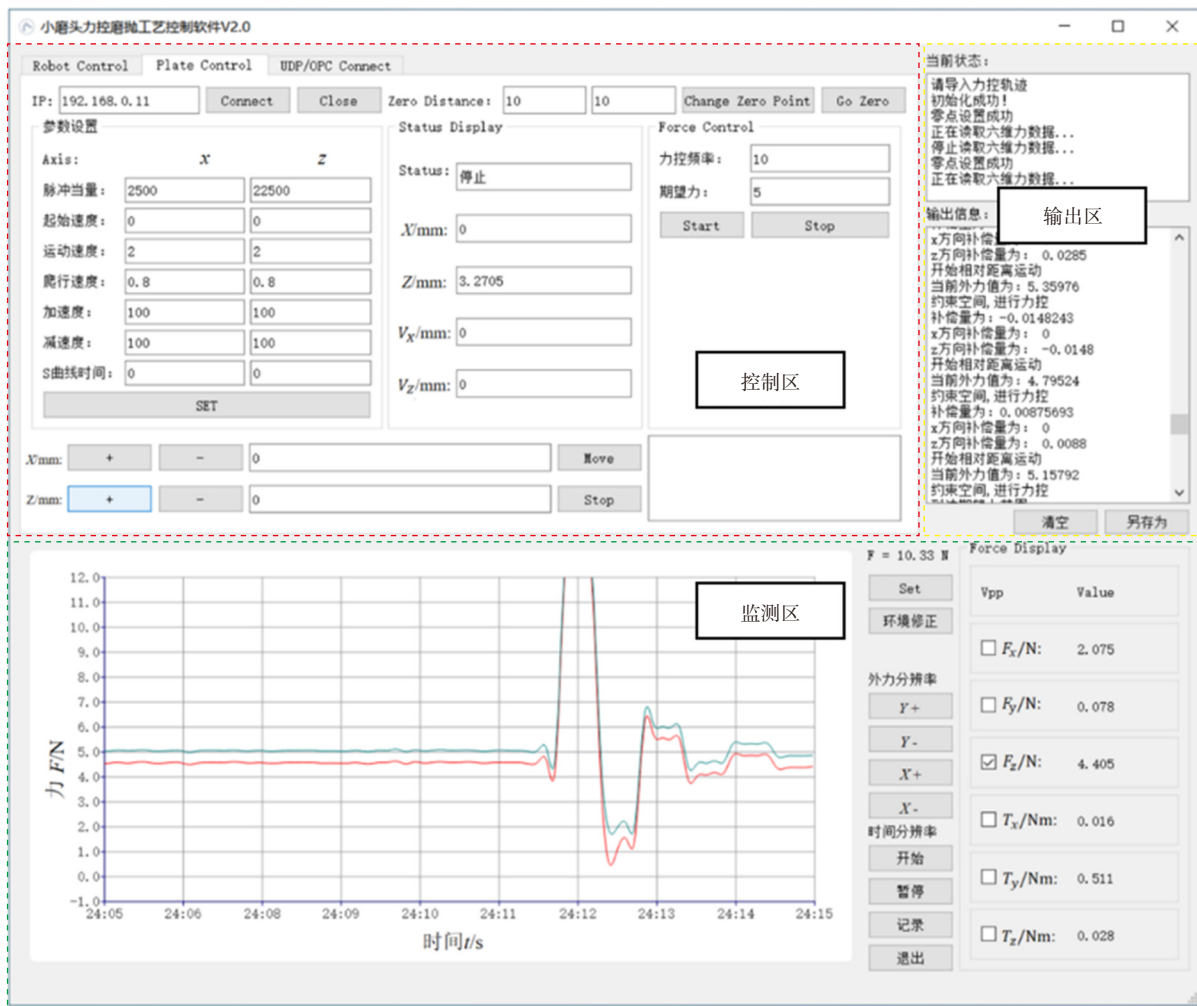 小磨头力控磨抛工艺控制软件V2.0
Robot Control Plate Control UDP/OPC Connect
IP: 192.168.0.11 Connect Close Zero Distance: 10 10 Change Zero Point Go Zero
参数设置
Axis: x z
脉冲当量: 2500 22500
起始速度: 0 0
运动速度: 2 2
爬行速度: 0.8 0.8
加速度: 100 100
减速度: 100 100
S曲线时间: 0 0
SET
Status Display
Status: 停止
X/mm: 0
Z/mm: 3.2705
VX/mm: 0
VZ/mm: 0
Force Control
力控频率: 10
期望力: 5
Start Stop
控制区
X/mm: + - 0 Move
Z/mm: + - 0 Stop
当前状态:
请导入力控轨迹
初始化成功!
零点设置成功
正在读取六维力数据...
停止读取六维力数据...
零点设置成功
正在读取六维力数据...
输出区
输出信息:
x方向补偿
z方向补偿量为: 0.0285
开始相对距离运动
当前外力值为: 5.35976
约束空间,进行力控
补偿量为: -0.0148243
x方向补偿量为: 0
z方向补偿量为: -0.0148
开始相对距离运动
当前外力值为: 4.79524
约束空间,进行力控
补偿量为: 0.00875693
x方向补偿量为: 0
z方向补偿量为: 0.0088
开始相对距离运动
当前外力值为: 5.15792
约束空间,进行力控
清空 另存为
监测区
12.0
11.0
10.0
9.0
8.0
7.0
6.0
5.0
4.0
3.0
2.0
1.0
0.0
-1.0
力 F/N
24:05 24:06 24:08 24:09 24:10 24:11 24:12 24:13 24:14 24:15
时间t/s
F = 10.33 N
Set
环境修正
外力分辨率
Y+
Y-
X+
X-
时间分辨率
开始
暂停
记录
退出
Force Display
Vpp Value
Fx/N: 2.075
Fy/N: 0.078
Fz/N: 4.405
Tx/Nm: 0.016
Ty/Nm: 0.511
Tz/Nm: 0.028